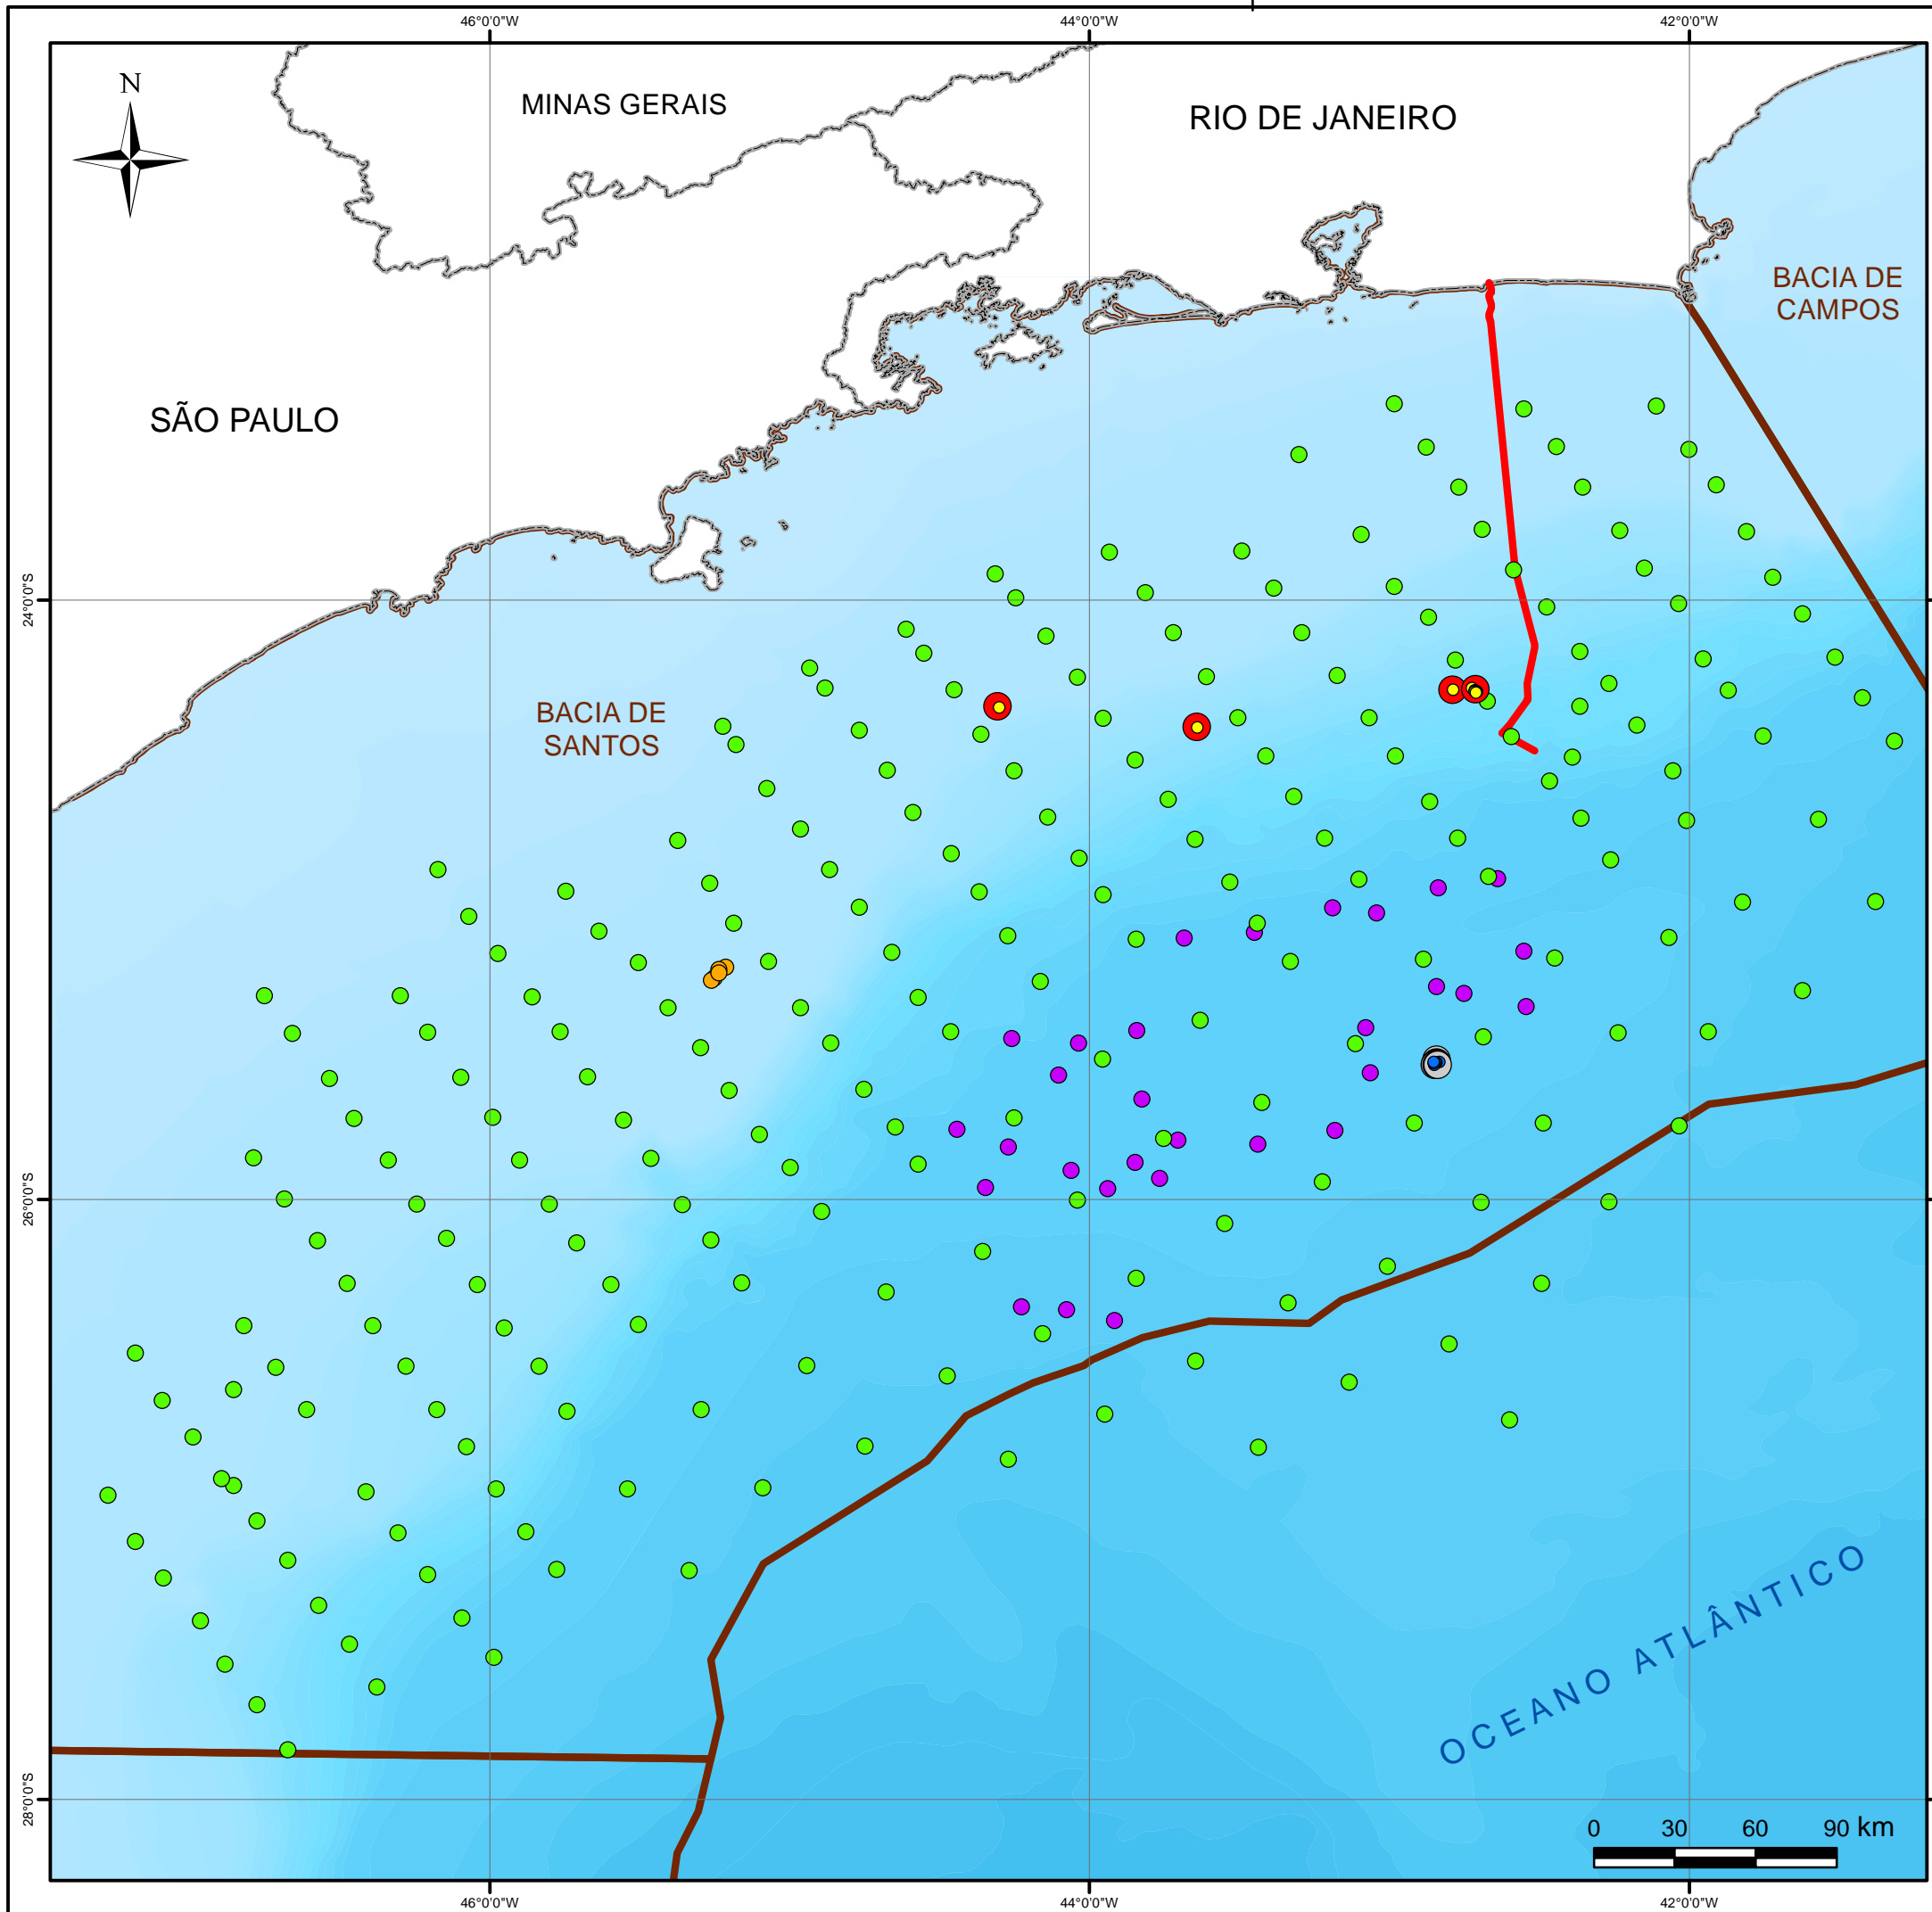 46°0'0"W
44°0'0"W
42°0'0"W
N
MINAS GERAIS
RIO DE JANEIRO
BACIA DE
CAMPOS
SÃO PAULO
24°0'0"S
BACIA DE
SANTOS
26°0'0"S
OCEANO ATLÂNTICO
28°0'0"S
0 30 60 90 km
46°0'0"W
44°0'0"W
42°0'0"W